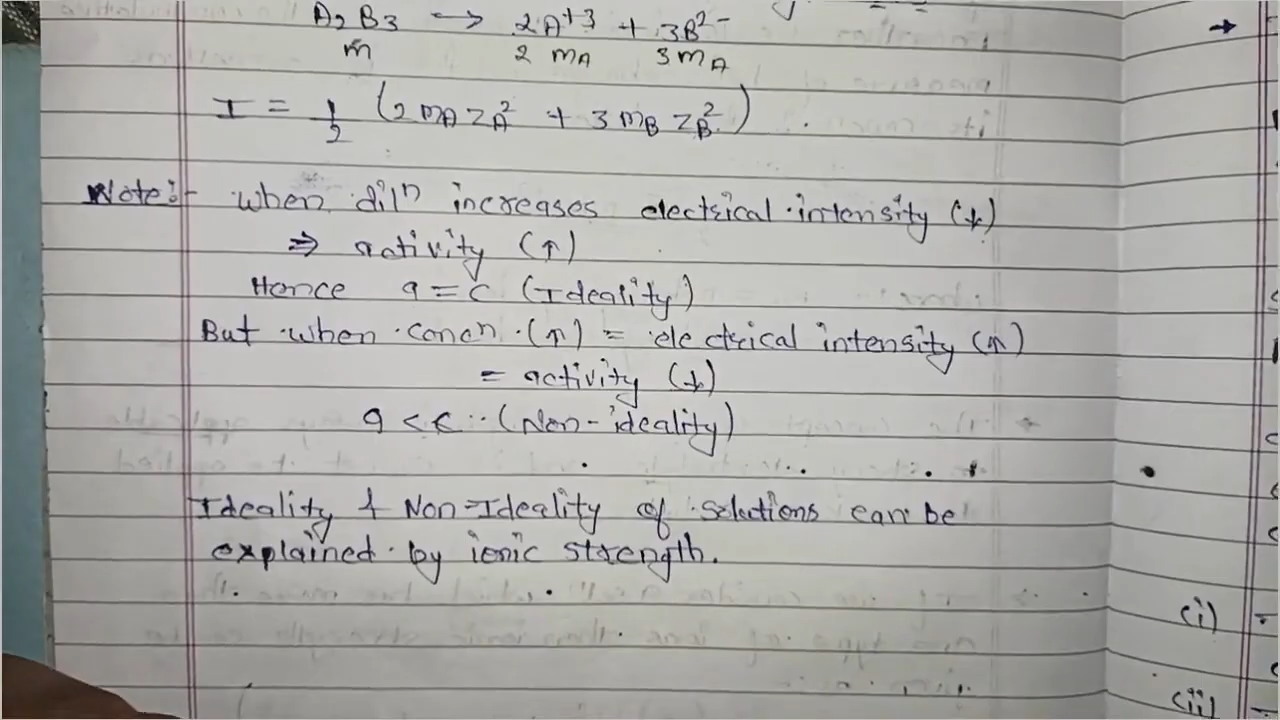 A₂B₃ → 2A⁺³ + 3B²⁻
m 2 mA 3 mA
I = 1/2 (2 mA ZA² + 3 mB ZB²)
Note:- when dilⁿ increases electrical intensity (↓)
⇒ activity (↑)
Hence a = c (Ideality)
But when concn (↑) = electrical intensity (↑)
= activity (↓)
a < c (Non-ideality)
Ideality & Non-Ideality of solutions can be
explained by ionic strength.
→
(i)
(ii)